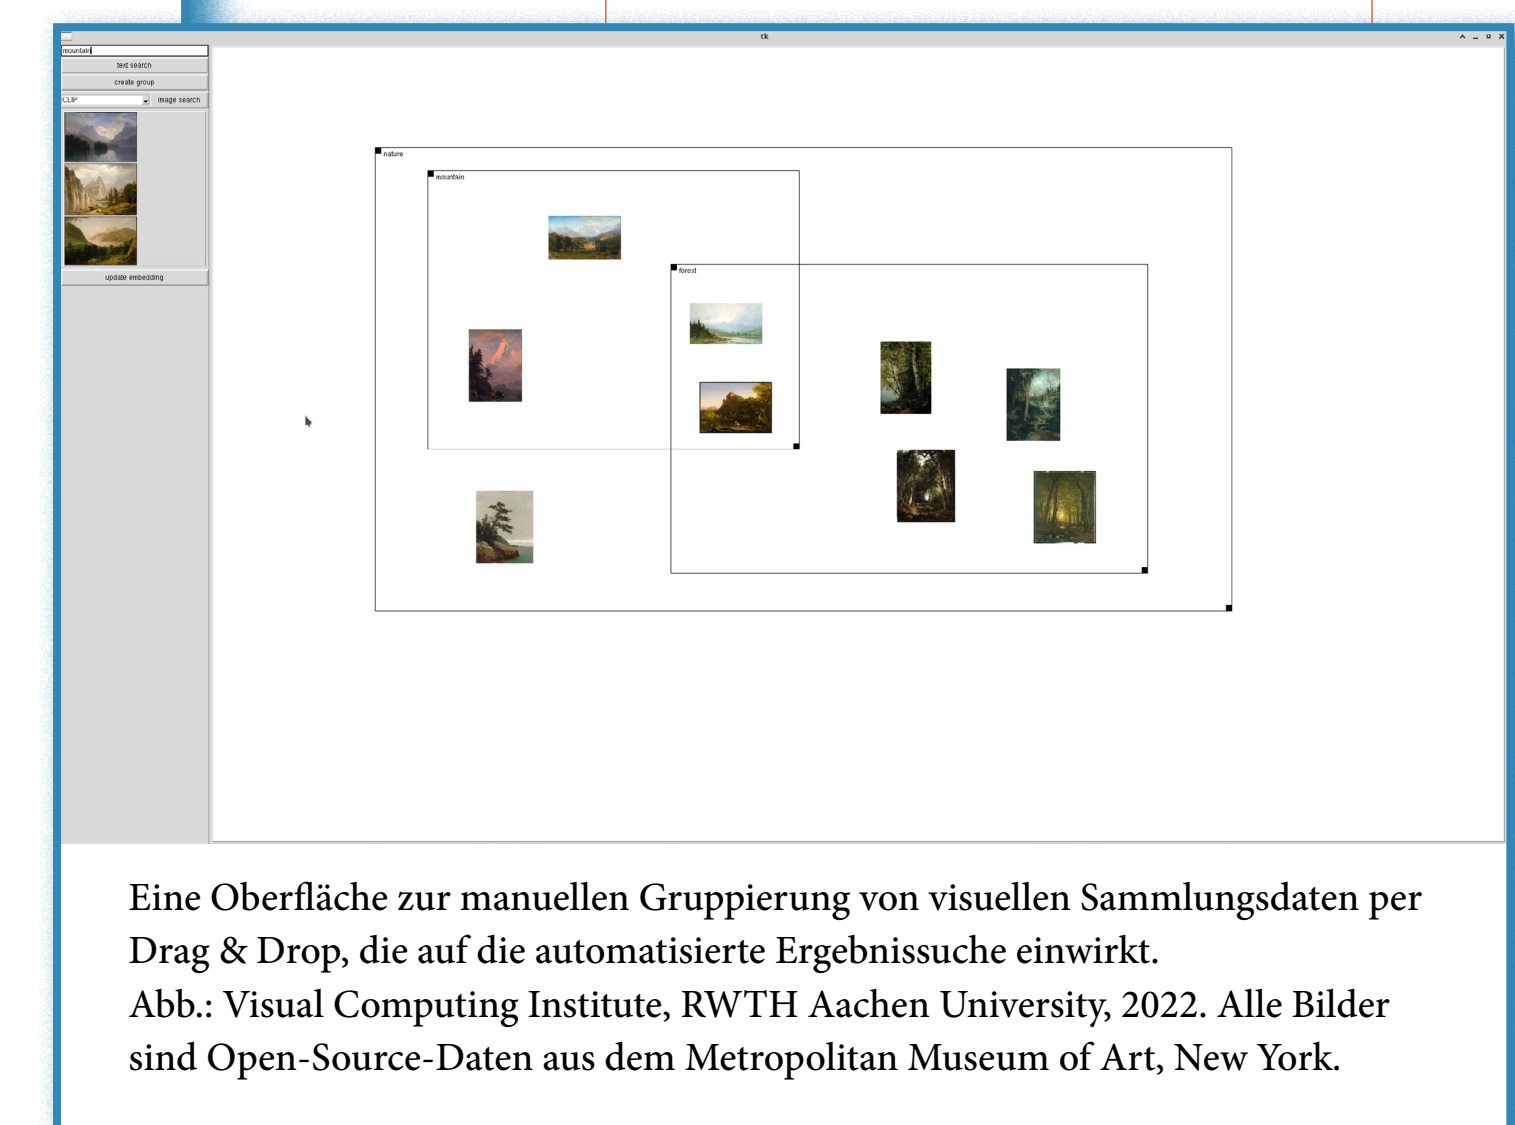 tk
mountain
text search
create group
CLIP
image search
update embedding
nature
mountain
forest
Eine Oberfläche zur manuellen Gruppierung von visuellen Sammlungsdaten per
Drag & Drop, die auf die automatisierte Ergebnissuche einwirkt.
Abb.: Visual Computing Institute, RWTH Aachen University, 2022. Alle Bilder
sind Open-Source-Daten aus dem Metropolitan Museum of Art, New York.